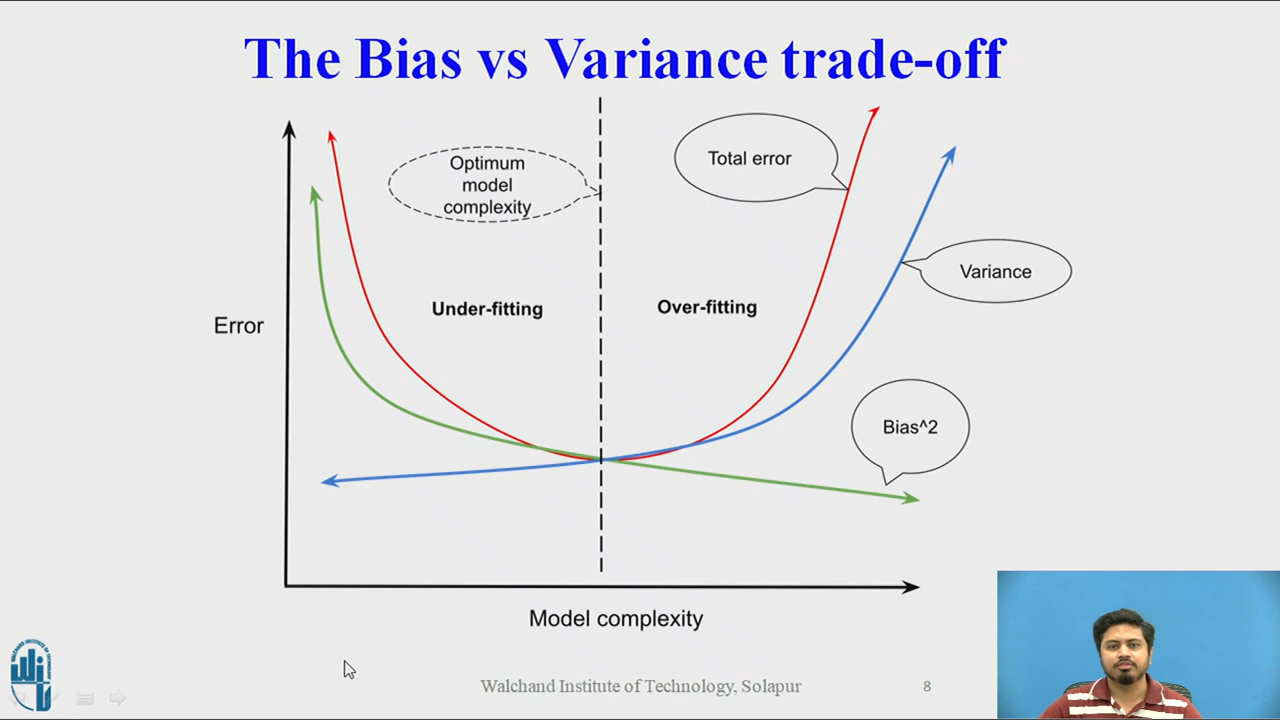 The Bias vs Variance trade-off
Optimum
model
complexity
Total error
Variance
Under-fitting
Over-fitting
Error
Bias^2
Model complexity
Walchand Institute of Technology, Solapur
8